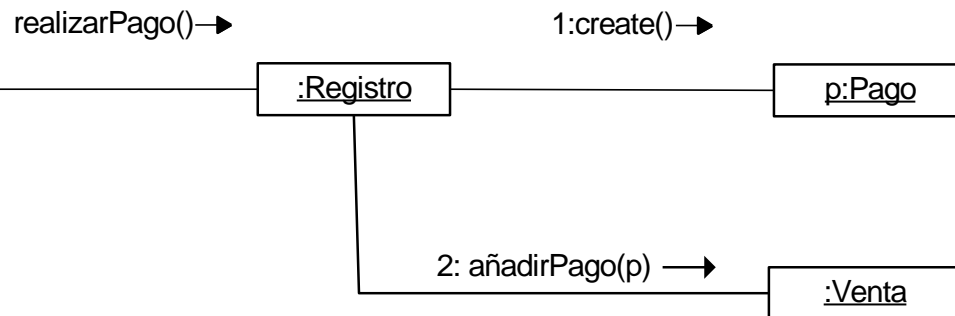 realizarPago()
1:create()
:Registro
p:Pago
2: añadirPago(p)
:Venta